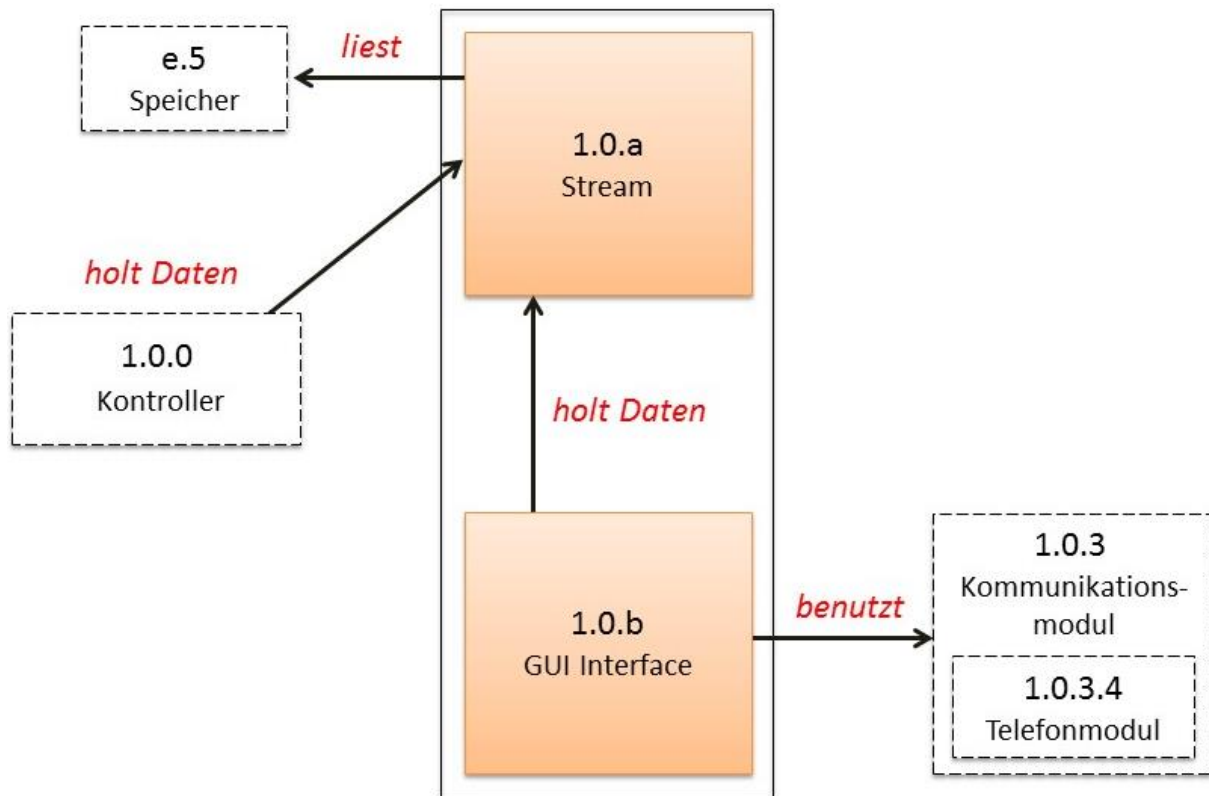 e.5
Speicher
liest
1.0.a
Stream
holt Daten
1.0.0
Kontroller
holt Daten
1.0.b
GUI Interface
benutzt
1.0.3
Kommunikations-
modul
1.0.3.4
Telefonmodul